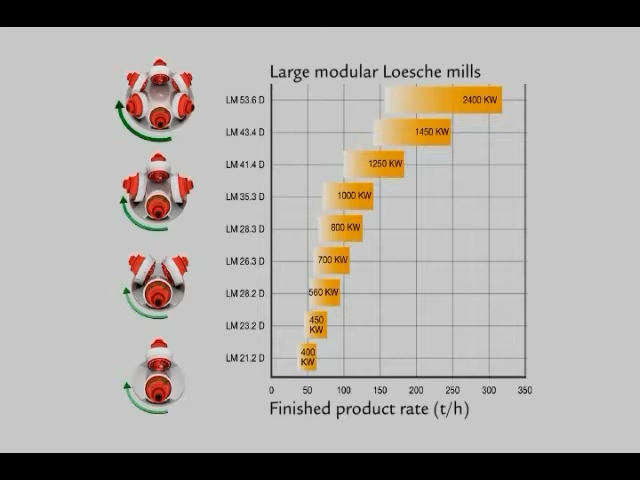 Large modular Loesche mills
LM 53.6 D
2400 KW
LM 43.4 D
1450 KW
LM 41.4 D
1250 KW
LM 35.3 D
1000 KW
LM 28.3 D
800 KW
LM 26.3 D
700 KW
LM 28.2 D
560 KW
LM 23.2 D
450
KW
LM 21.2 D
400
KW
0 50 100 150 200 250 300 350
Finished product rate (t/h)